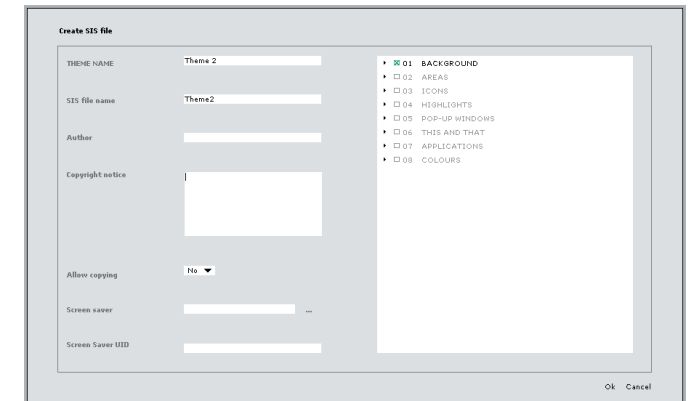 Create SIS file
THEME NAME
Theme 2
SIS file name
Theme2
Author
Copyright notice
Allow copying
No
Screen saver
...
Screen Saver UID
01 BACKGROUND
02 AREAS
03 ICONS
04 HIGHLIGHTS
05 POP-UP WINDOWS
06 THIS AND THAT
07 APPLICATIONS
08 COLOURS
Ok Cancel